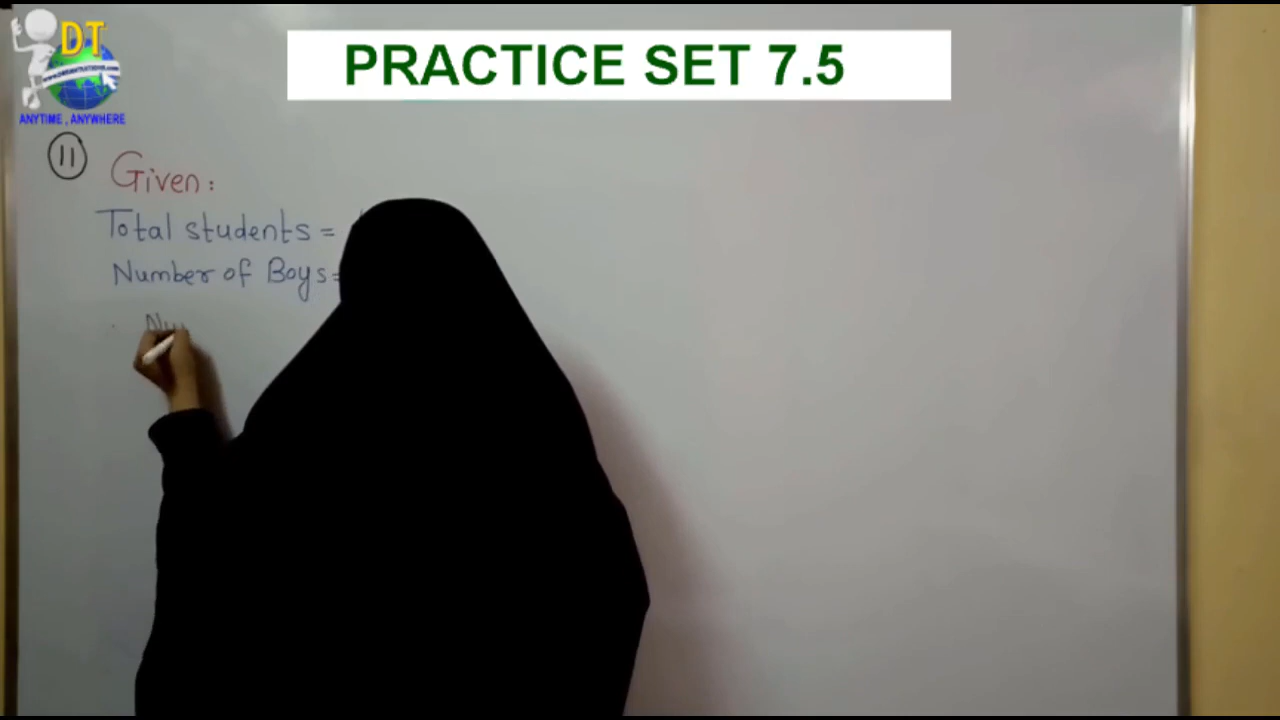 DT
ANYTIME , ANYWHERE
PRACTICE SET 7.5
11
Given:
Total students =
Number of Boys=